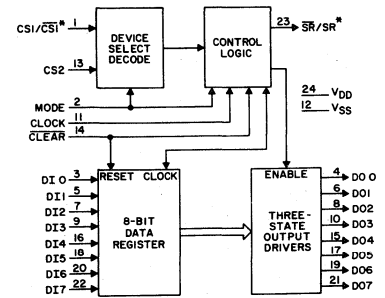 CS1/CS1* 1
CS2 13
DEVICE
SELECT
DECODE
CONTROL
LOGIC
23 SR/SR*
MODE 2
CLOCK 11
CLEAR 14
24 VDD
12 VSS
DI 0 3
DI1 5
DI2 7
DI3 9
DI4 16
DI5 18
DI6 20
DI7 22
RESET CLOCK
8-BIT
DATA
REGISTER
ENABLE
THREE-
STATE
OUTPUT
DRIVERS
4 DO 0
6 DO1
8 DO2
10 DO3
15 DO4
17 DO5
19 DO6
21 DO7